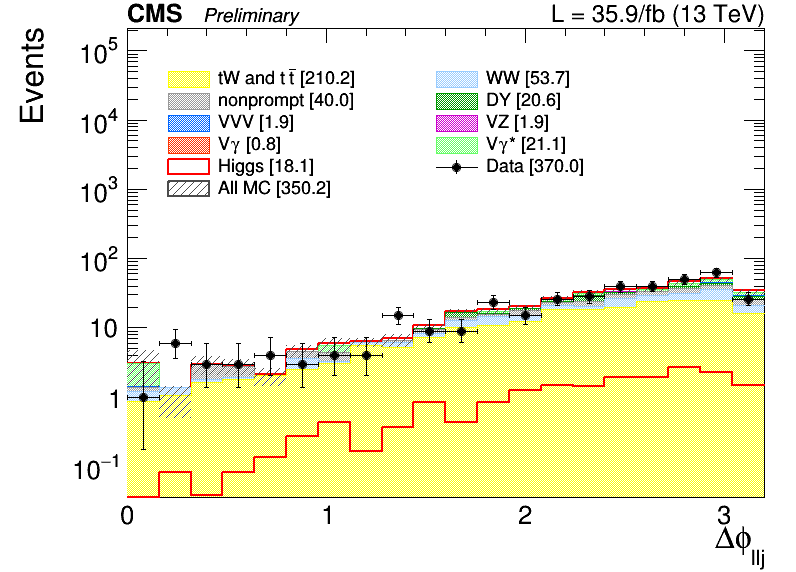 CMS Preliminary L = 35.9/fb (13 TeV)
Events
10⁵
10⁴
10³
10²
10
1
10⁻¹
tW and t t̄ [210.2]
WW [53.7]
nonprompt [40.0]
DY [20.6]
VVV [1.9]
VZ [1.9]
Vγ [0.8]
Vγ* [21.1]
Higgs [18.1]
Data [370.0]
All MC [350.2]
0 1 2 3
Δϕ_llj